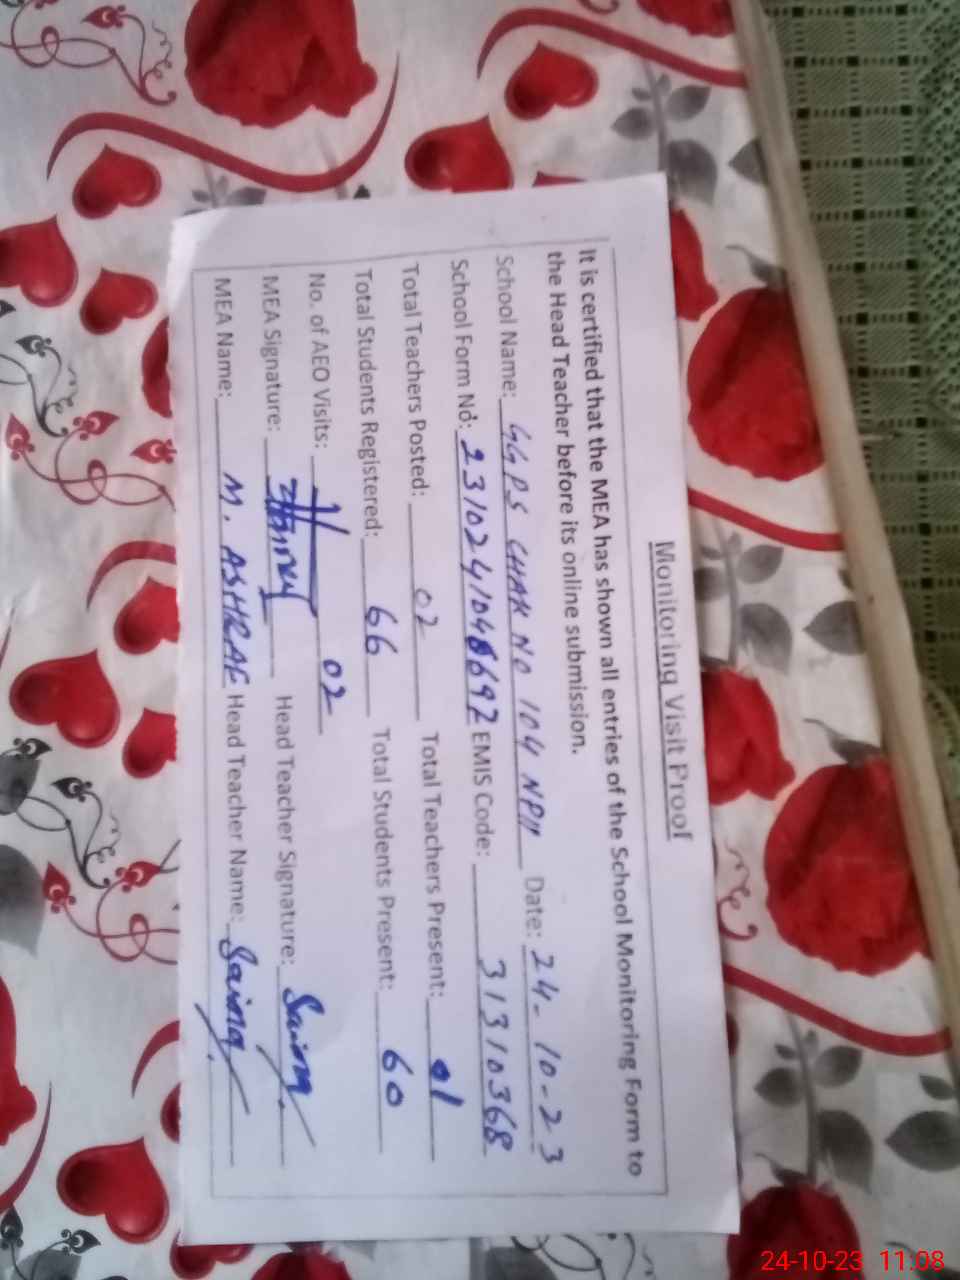 Monitoring Visit Proof
It is certified that the MEA has shown all entries of the School Monitoring Form to
the Head Teacher before its online submission.
School Name: GGPS CHAK NO 104 NP Date: 24-10-23
School Form No: 23102410486692 EMIS Code: 31310368
Total Teachers Posted: 02 Total Teachers Present: 01
Total Students Registered: 66 Total Students Present: 60
No. of AEO Visits: 02
MEA Signature: Head Teacher Signature: Saima
MEA Name: M. ASHRAF Head Teacher Name: Saima
24-10-23 11:08